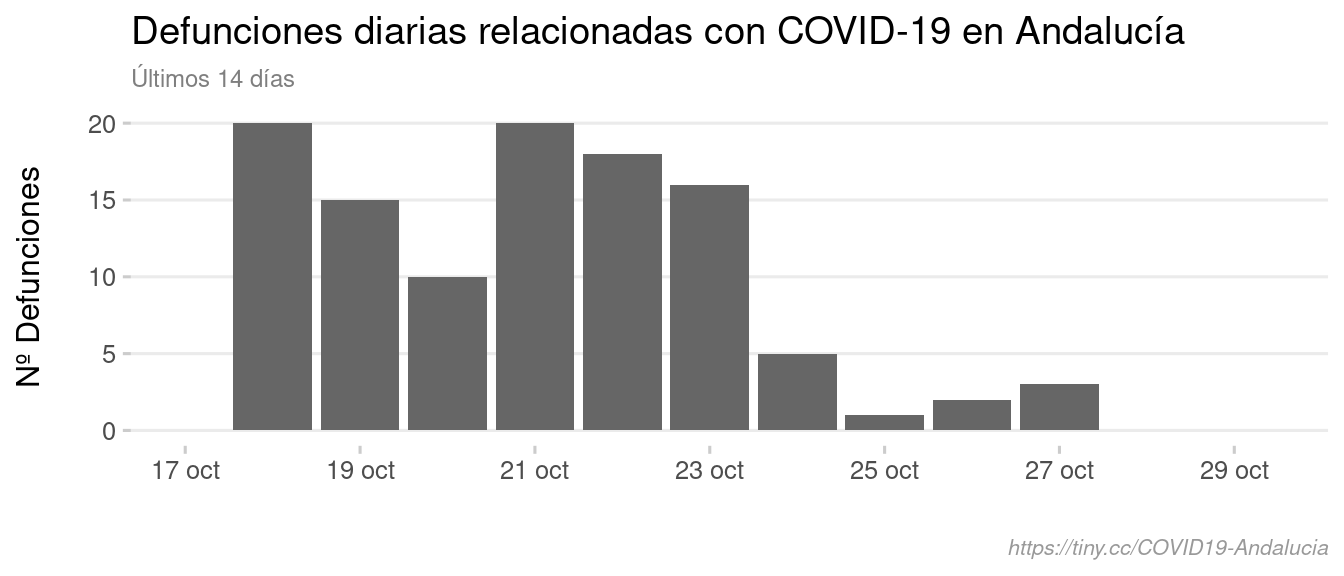 Defunciones diarias relacionadas con COVID-19 en Andalucía
Últimos 14 días
Nº Defunciones
20
15
10
5
0
17 oct 19 oct 21 oct 23 oct 25 oct 27 oct 29 oct
https://tiny.cc/COVID19-Andalucia